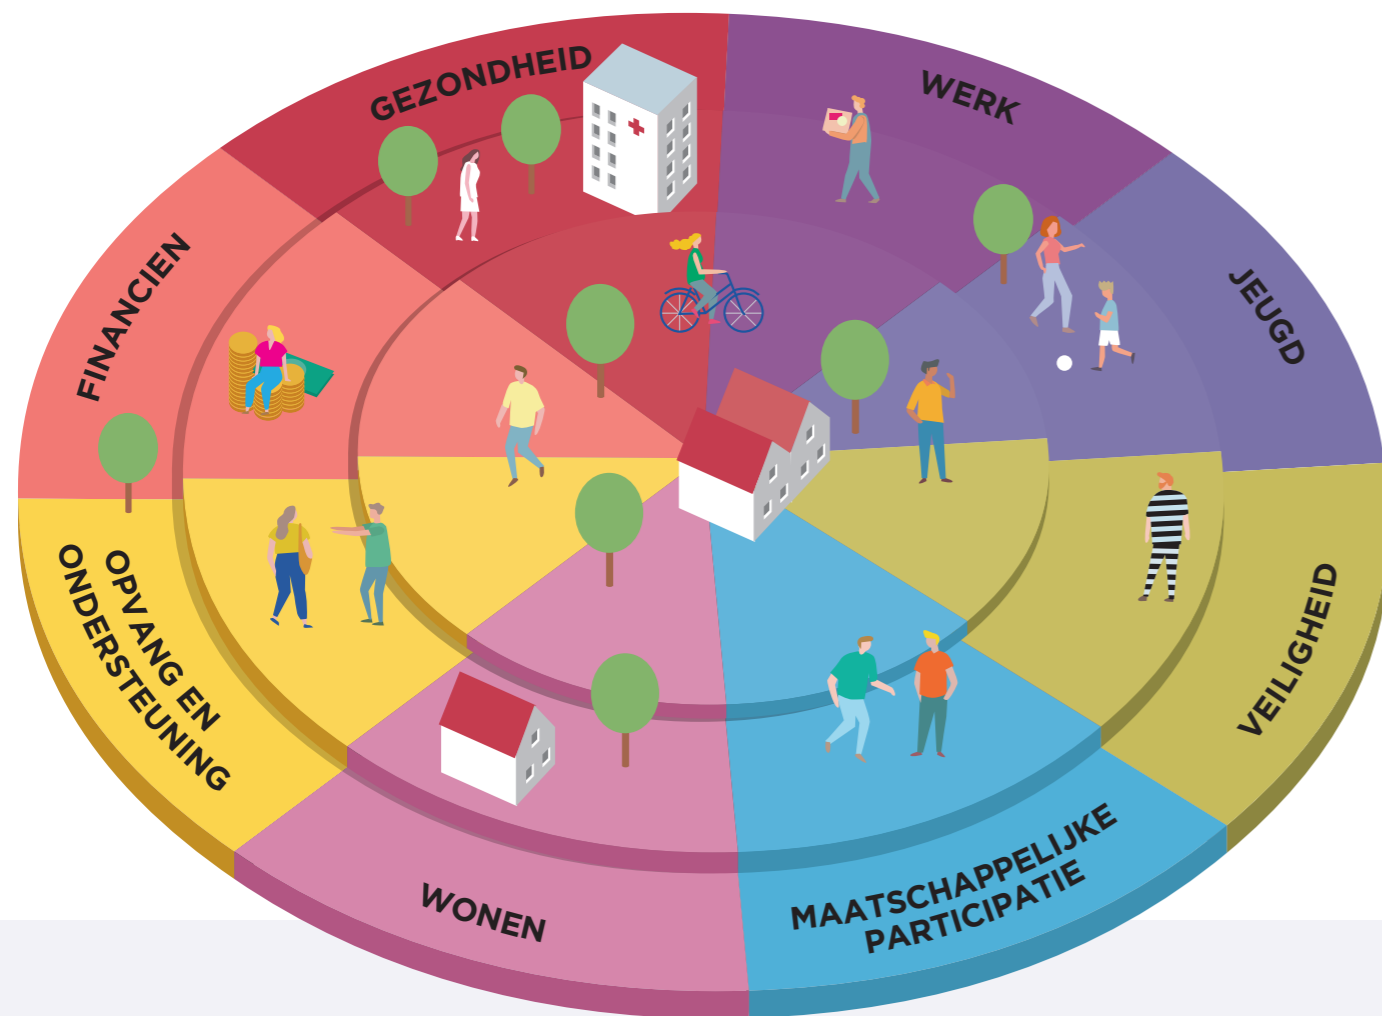 GEZONDHEID
WERK
JEUGD
VEILIGHEID
MAATSCHAPPELIJKE
PARTICIPATIE
WONEN
OPVANG EN
ONDERSTEUNING
FINANCIEN